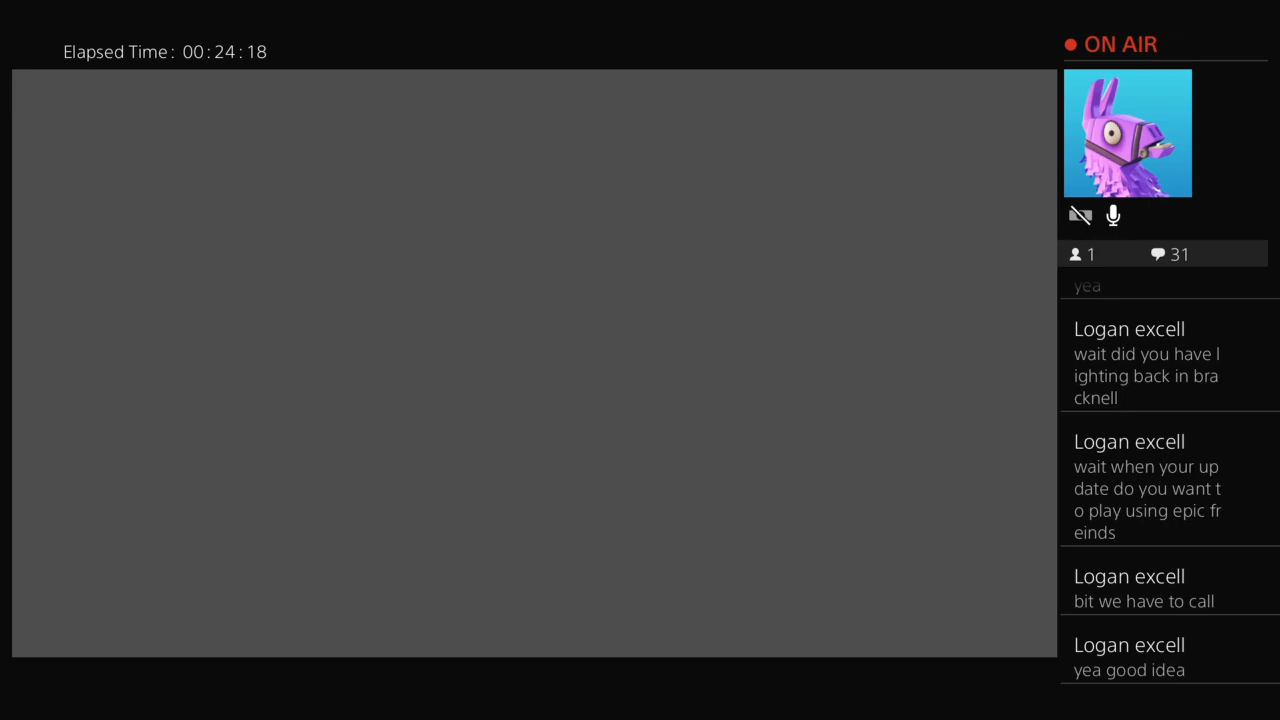 Elapsed Time: 00:24:18
ON AIR
1 31
yea
Logan excell
wait did you have l
ighting back in bra
cknell
Logan excell
wait when your up
date do you want t
o play using epic fr
einds
Logan excell
bit we have to call
Logan excell
yea good idea